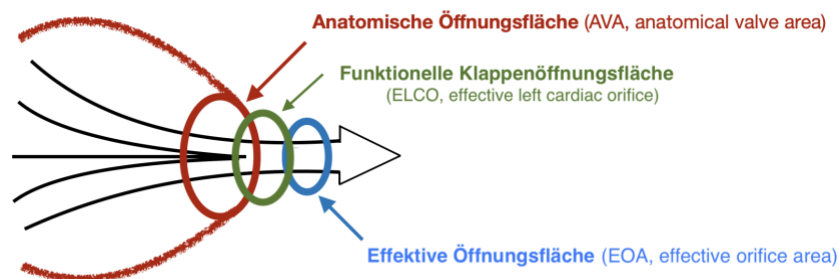 Anatomische Öffnungsfläche (AVA, anatomical valve area)
Funktionelle Klappenöffnungsfläche
(ELCO, effective left cardiac orifice)
Effektive Öffnungsfläche (EOA, effective orifice area)